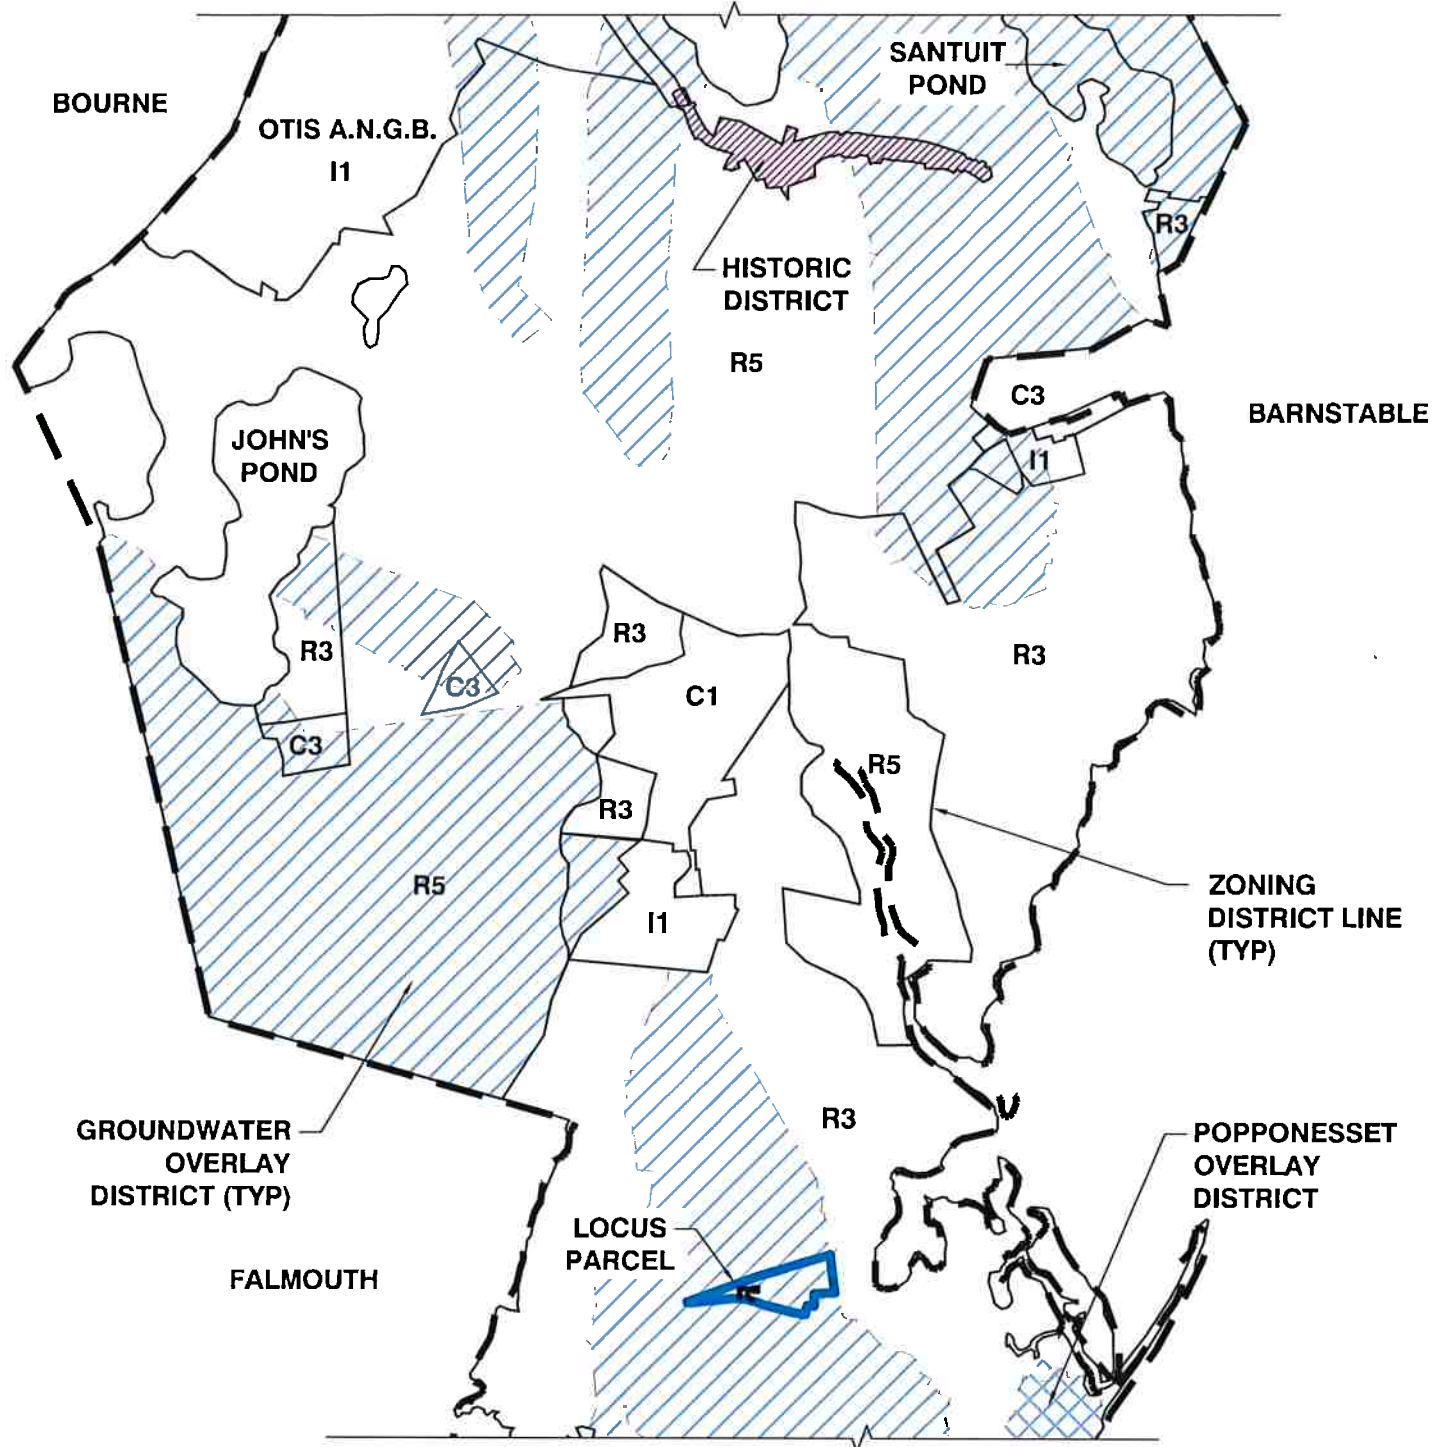 SANTUIT
POND
BOURNE
OTIS A.N.G.B.
I1
R3
HISTORIC
DISTRICT
R5
C3
BARNSTABLE
JOHN'S
POND
I1
R3
R3
R3
C3
C1
C3
R5
R3
R5
ZONING
DISTRICT LINE
(TYP)
I1
R3
GROUNDWATER
OVERLAY
DISTRICT (TYP)
POPPONESSET
OVERLAY
DISTRICT
LOCUS
PARCEL
FALMOUTH